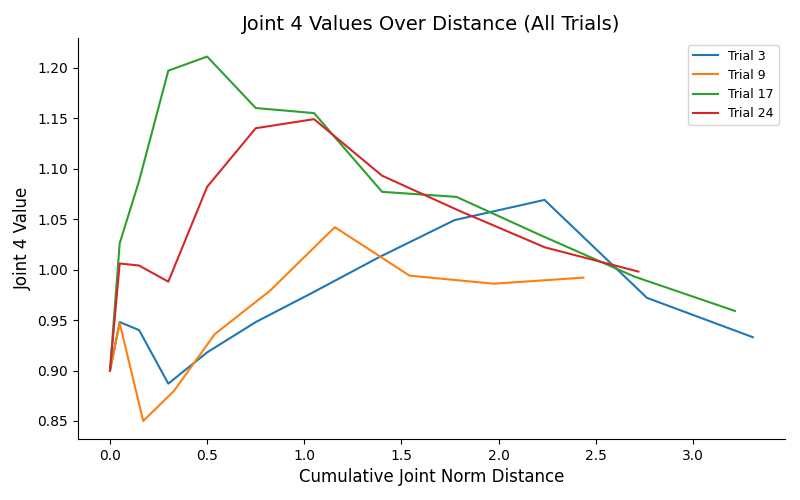 Joint 4 Values Over Distance (All Trials)
Trial 3
Trial 9
Trial 17
Trial 24
Joint 4 Value
1.20
1.15
1.10
1.05
1.00
0.95
0.90
0.85
0.0 0.5 1.0 1.5 2.0 2.5 3.0
Cumulative Joint Norm Distance